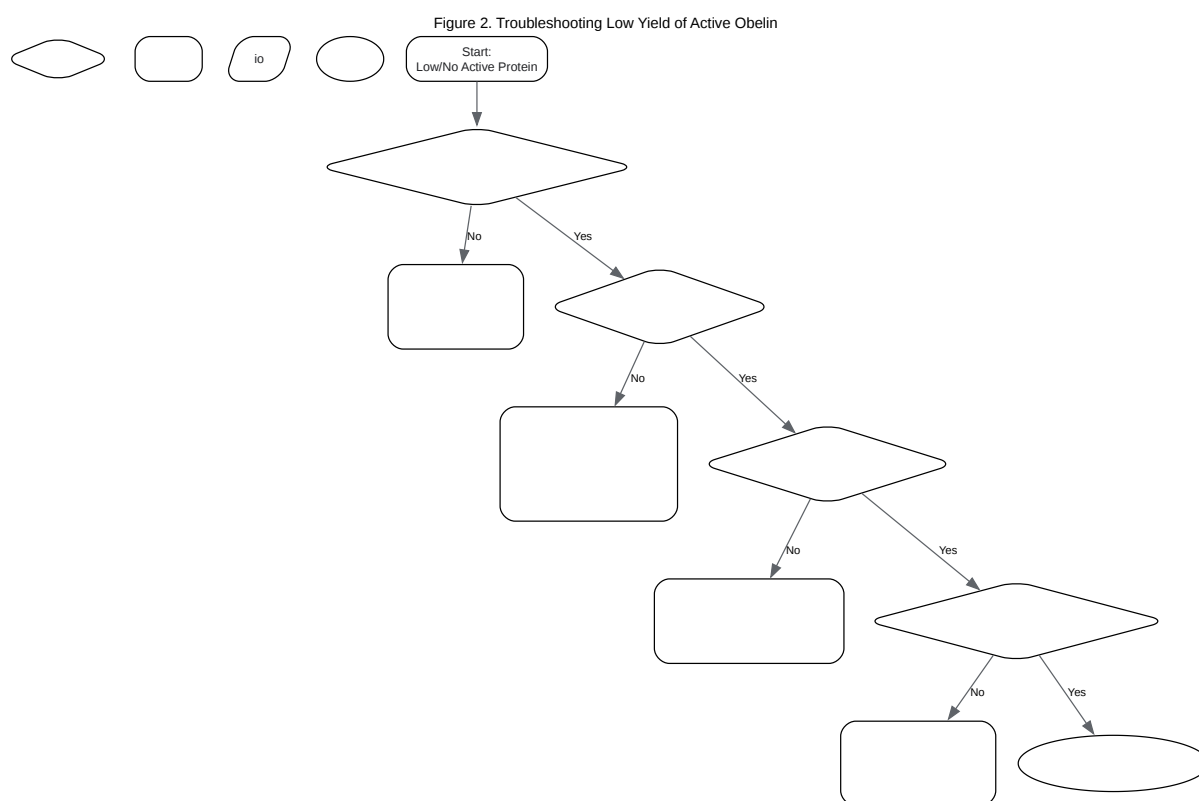 Figure 2. Troubleshooting Low Yield of Active Obelin
io
Start:
Low/No Active Protein
No
Yes
No
Yes
No
Yes
No
Yes